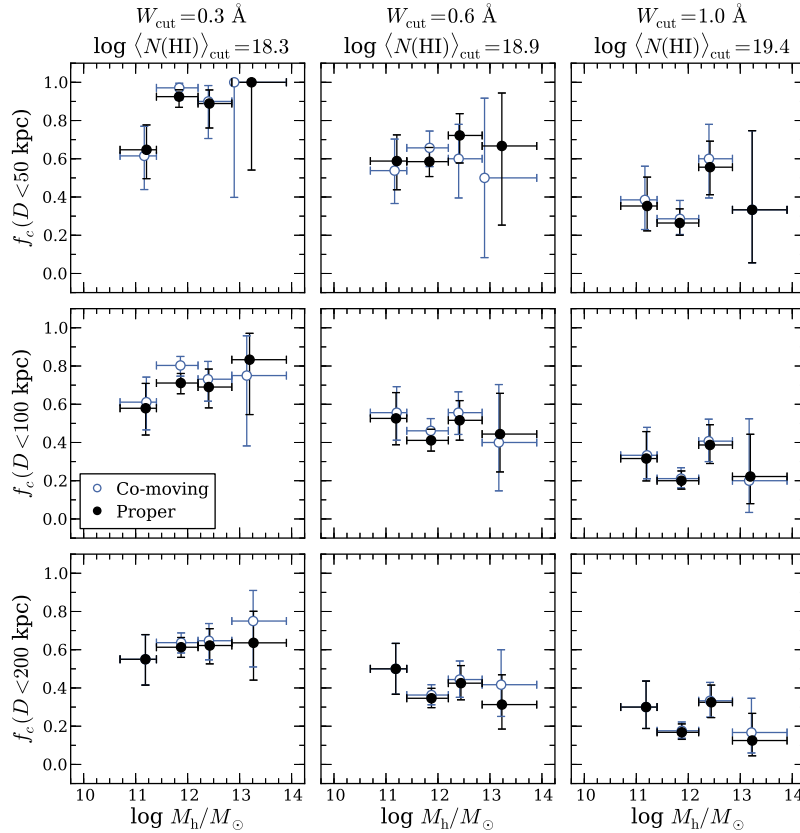 W_cut=0.3 Å
log ⟨N(HI)⟩_cut=18.3
W_cut=0.6 Å
log ⟨N(HI)⟩_cut=18.9
W_cut=1.0 Å
log ⟨N(HI)⟩_cut=19.4
f_c(D<50 kpc)
1.0
0.8
0.6
0.4
0.2
0.0
f_c(D<100 kpc)
1.0
0.8
0.6
0.4
0.2
0.0
Co-moving
Proper
f_c(D<200 kpc)
1.0
0.8
0.6
0.4
0.2
0.0
10 11 12 13 14
10 11 12 13 14
10 11 12 13 14
log M_h/M_⊙
log M_h/M_⊙
log M_h/M_⊙